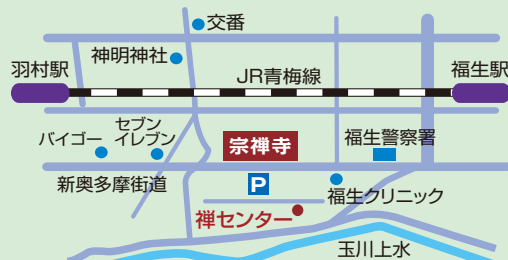 交番
神明神社
羽村駅
JR青梅線
福生駅
セブン
イレブン
バイゴー
宗禅寺
福生警察署
新奥多摩街道
P
福生クリニック
禅センター
玉川上水